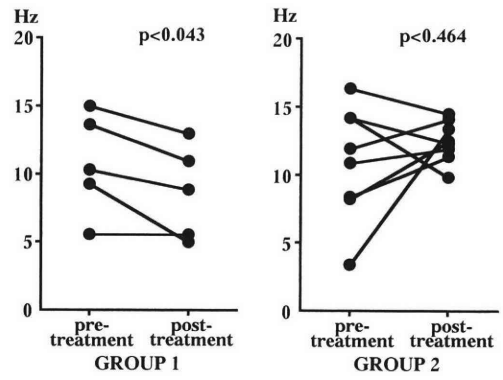 Hz
20
p<0.043
15
10
5
0
pre-
treatment
post-
treatment
GROUP 1
Hz
20
p<0.464
15
10
5
0
pre-
treatment
post-
treatment
GROUP 2